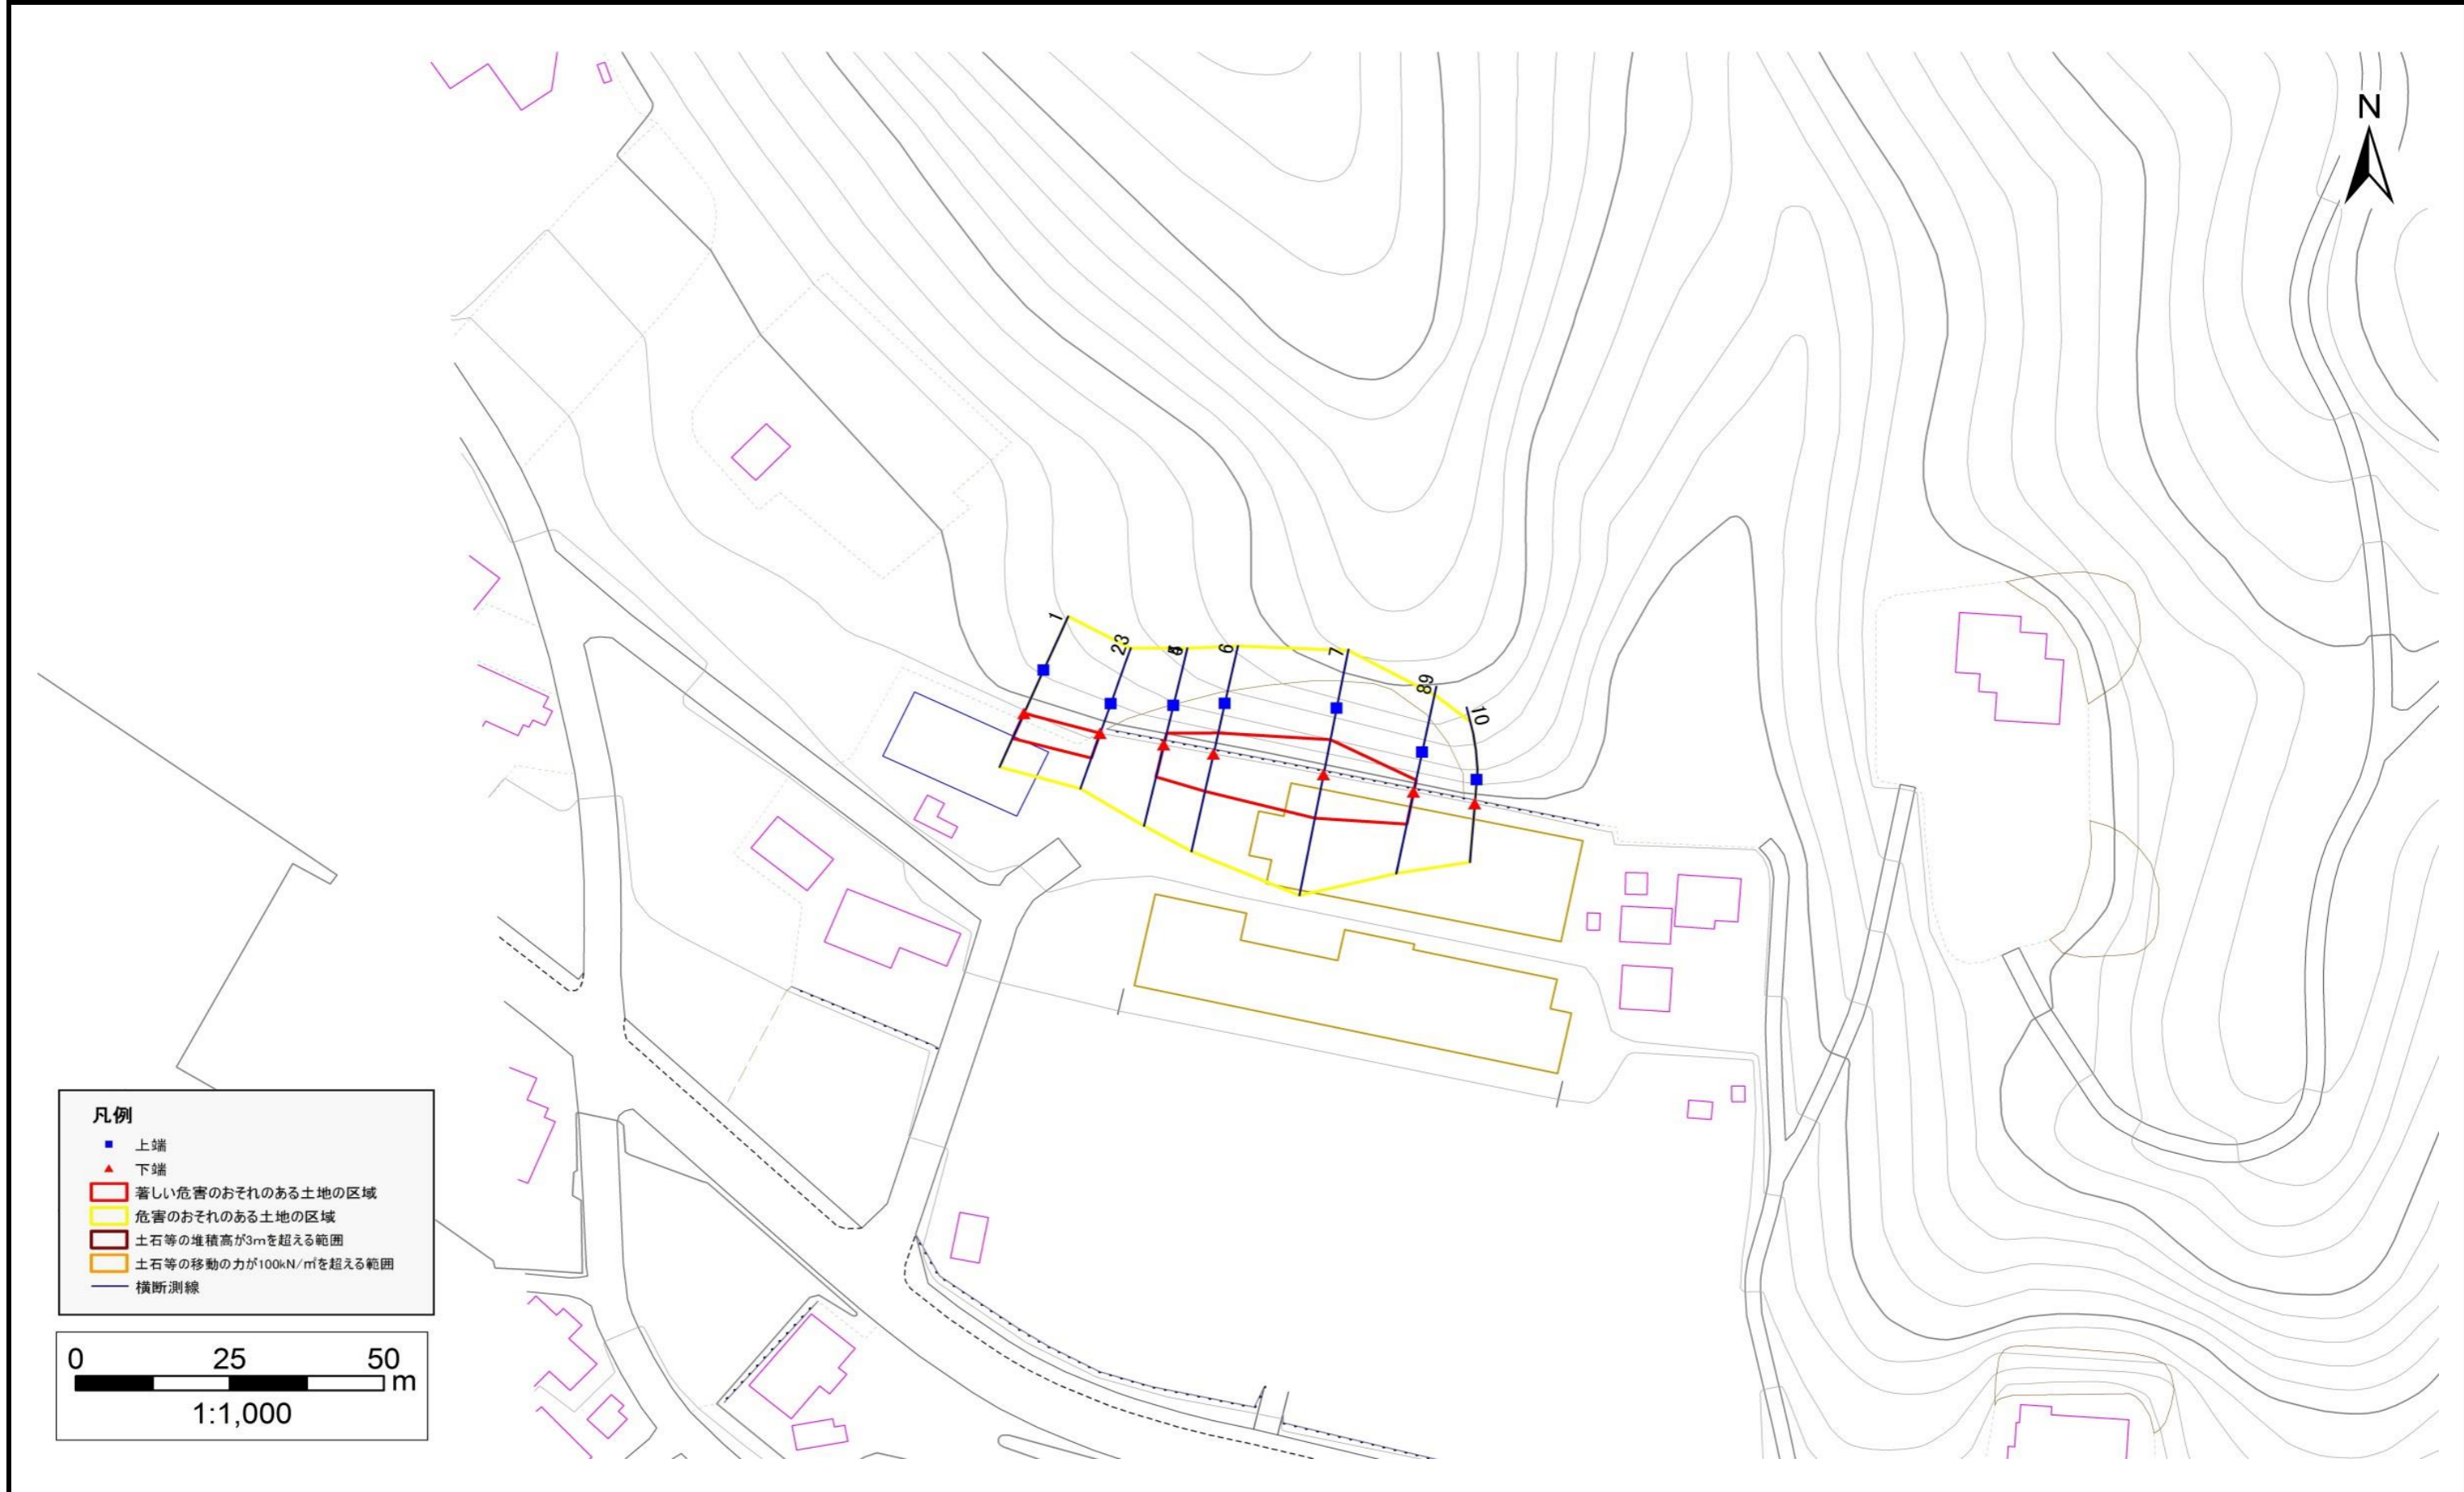 N
1
23
6
7
89
10
凡例
上端
下端
著しい危害のおそれのある土地の区域
危害のおそれのある土地の区域
土石等の堆積高が3mを超える範囲
土石等の移動の力が100kN/㎡を超える範囲
横断測線
0 25 50
m
1:1,000